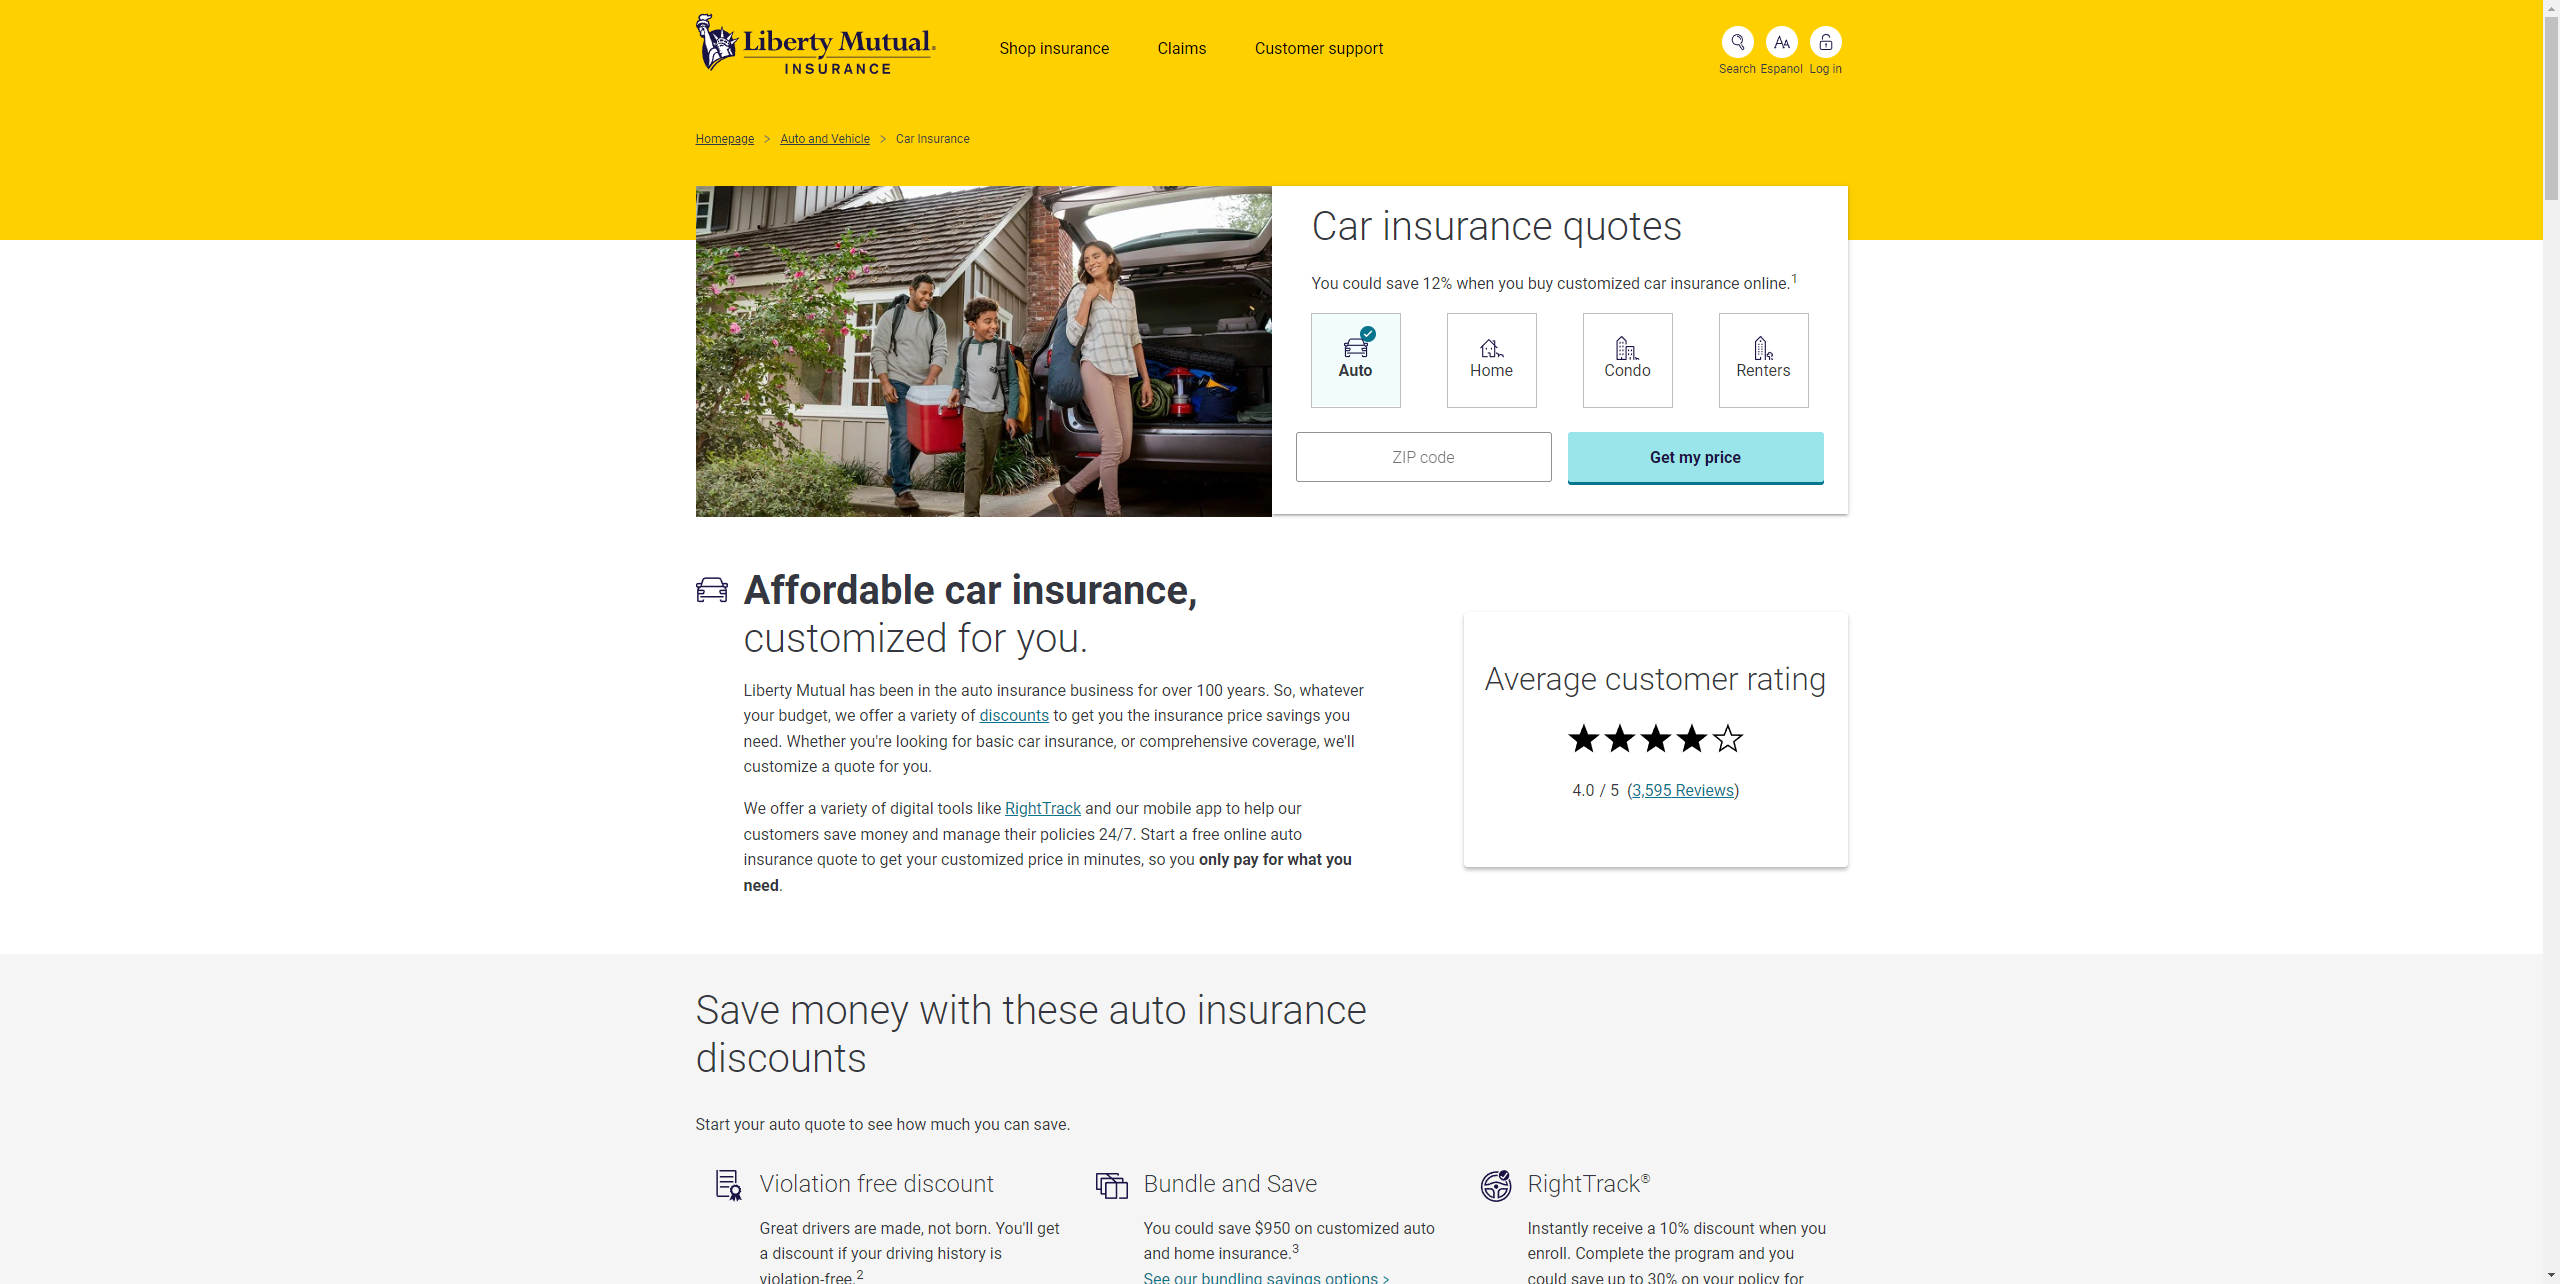 Liberty Mutual.
INSURANCE
Shop insurance
Claims
Customer support
Search
Espanol
Log in
Homepage > Auto and Vehicle > Car Insurance
Car insurance quotes
You could save 12% when you buy customized car insurance online.1
Auto
Home
Condo
Renters
ZIP code
Get my price
Affordable car insurance,
customized for you.
Liberty Mutual has been in the auto insurance business for over 100 years. So, whatever
your budget, we offer a variety of discounts to get you the insurance price savings you
need. Whether you're looking for basic car insurance, or comprehensive coverage, we'll
customize a quote for you.
We offer a variety of digital tools like RightTrack and our mobile app to help our
customers save money and manage their policies 24/7. Start a free online auto
insurance quote to get your customized price in minutes, so you only pay for what you
need.
Average customer rating
4.0 / 5 (3,595 Reviews)
Save money with these auto insurance
discounts
Start your auto quote to see how much you can save.
Violation free discount
Great drivers are made, not born. You'll get
a discount if your driving history is
violation-free.2
Bundle and Save
You could save $950 on customized auto
and home insurance.3
See our bundling savings options >
RightTrack®
Instantly receive a 10% discount when you
enroll. Complete the program and you
could save up to 30% on your policy for